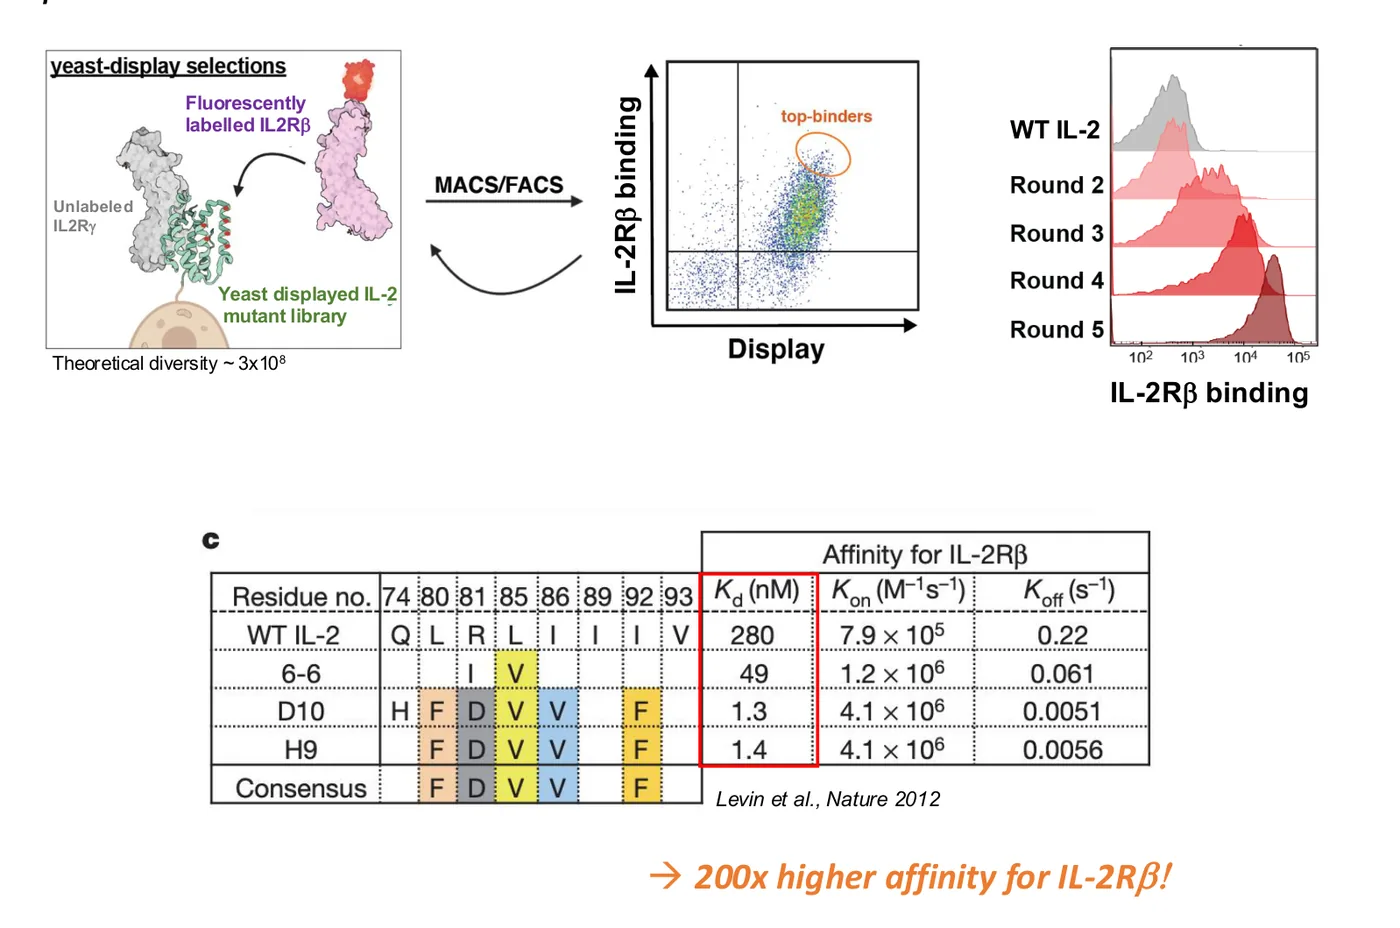 yeast-display selections
Fluorescently
labelled IL2Rβ
Unlabeled
IL2Rγ
Yeast displayed IL-2
mutant library
Theoretical diversity ~ 3x10⁸
MACS/FACS
IL-2Rβ binding
top-binders
Display
WT IL-2
Round 2
Round 3
Round 4
Round 5
10² 10³ 10⁴ 10⁵
IL-2Rβ binding
c
Affinity for IL-2Rβ
Residue no. 74 80 81 85 86 89 92 93 Kd (nM) Kon (M⁻¹s⁻¹) Koff (s⁻¹)
WT IL-2 Q L R L I I I V 280 7.9 × 10⁵ 0.22
6-6 I V 49 1.2 × 10⁶ 0.061
D10 H F D V V F 1.3 4.1 × 10⁶ 0.0051
H9 F D V V F 1.4 4.1 × 10⁶ 0.0056
Consensus F D V V F
Levin et al., Nature 2012
→ 200x higher affinity for IL-2Rβ!